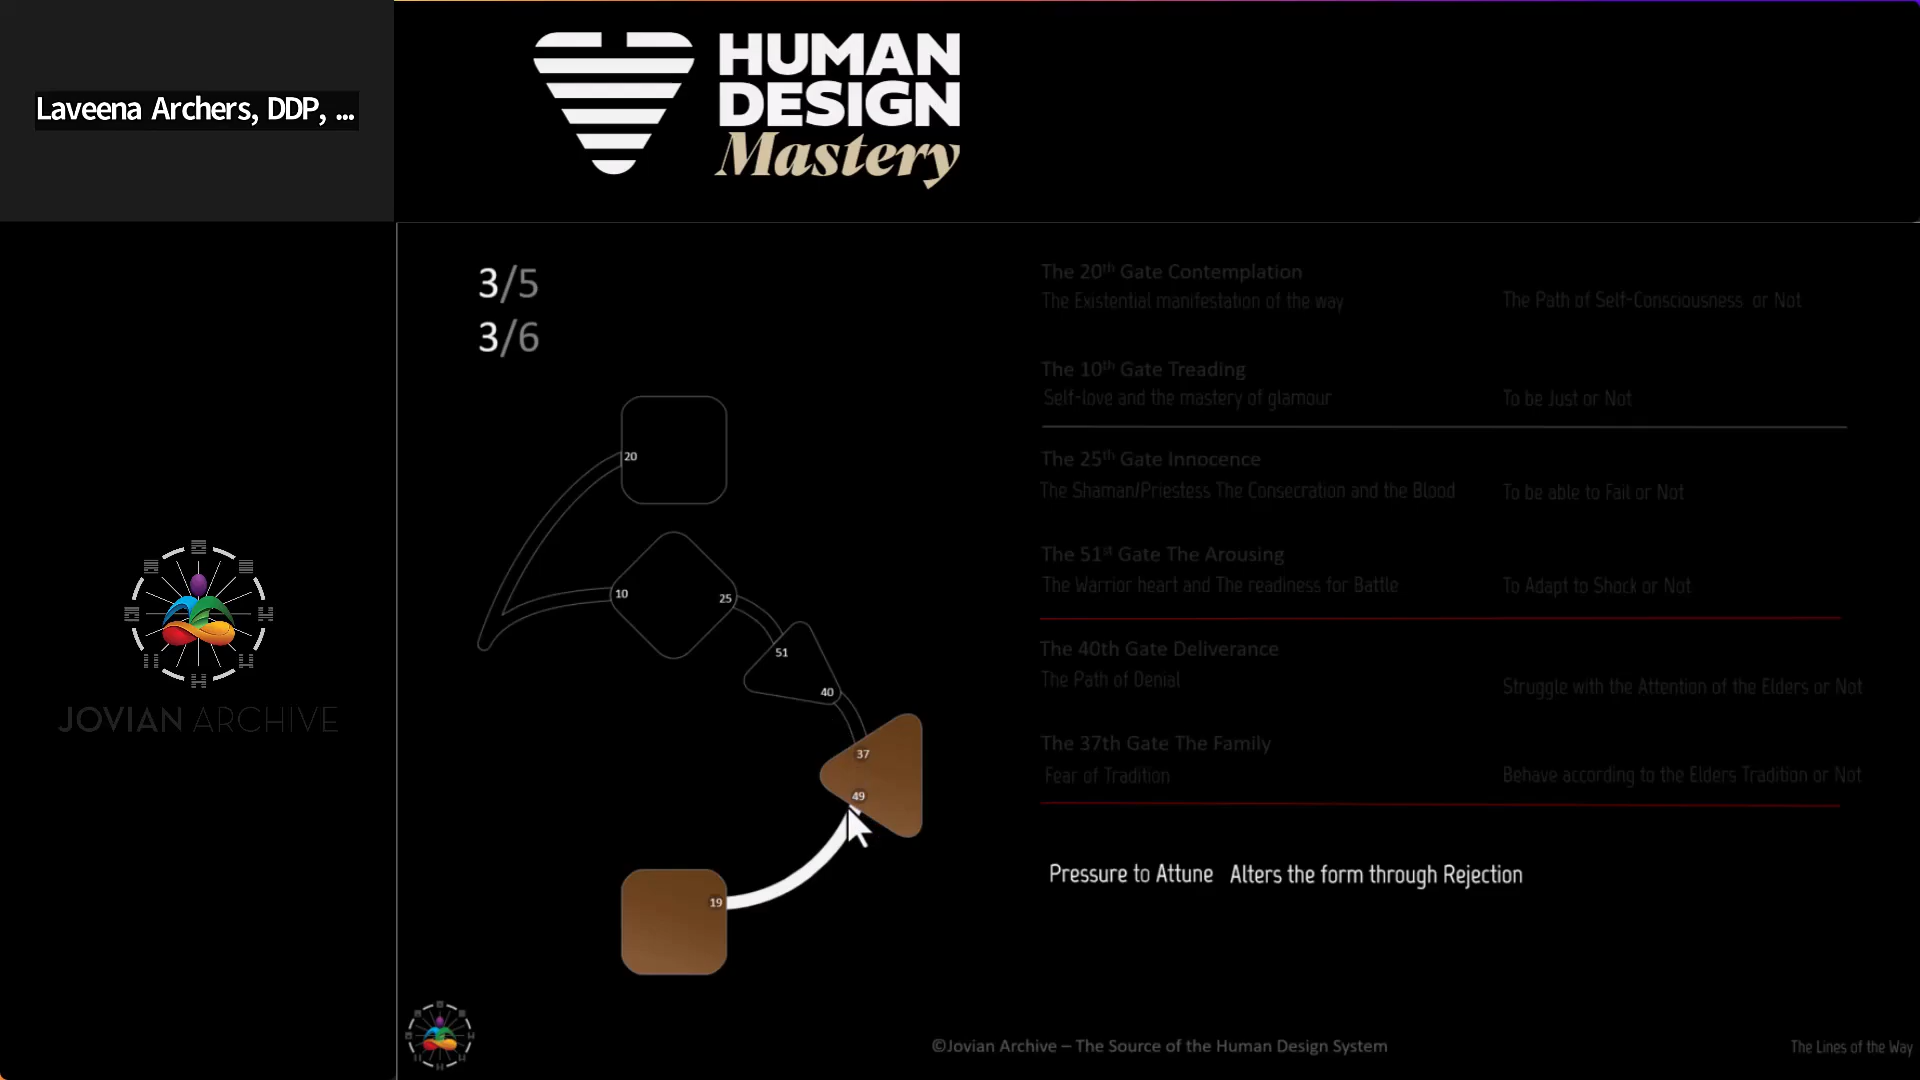 Laveena Archers, DDP, ...
HUMAN
DESIGN
Mastery
3/5
3/6
The 20th Gate Contemplation
The Existential manifestation of the way
The Path of Self-Consciousness or Not
The 10th Gate Treading
Self-love and the mastery of glamour
To be Just or Not
The 25th Gate Innocence
The Shaman/Priestess The Consecration and the Blood
To be able to Fail or Not
The 51st Gate The Arousing
The Warrior heart and The readiness for Battle
To Adapt to Shock or Not
The 40th Gate Deliverance
The Path of Denial
Struggle with the Attention of the Elders or Not
The 37th Gate The Family
Fear of Tradition
Behave according to the Elders Tradition or Not
Pressure to Attune Alters the form through Rejection
20
10
25
51
40
37
49
19
JOVIAN ARCHIVE
©Jovian Archive – The Source of the Human Design System
The Lines of the Way